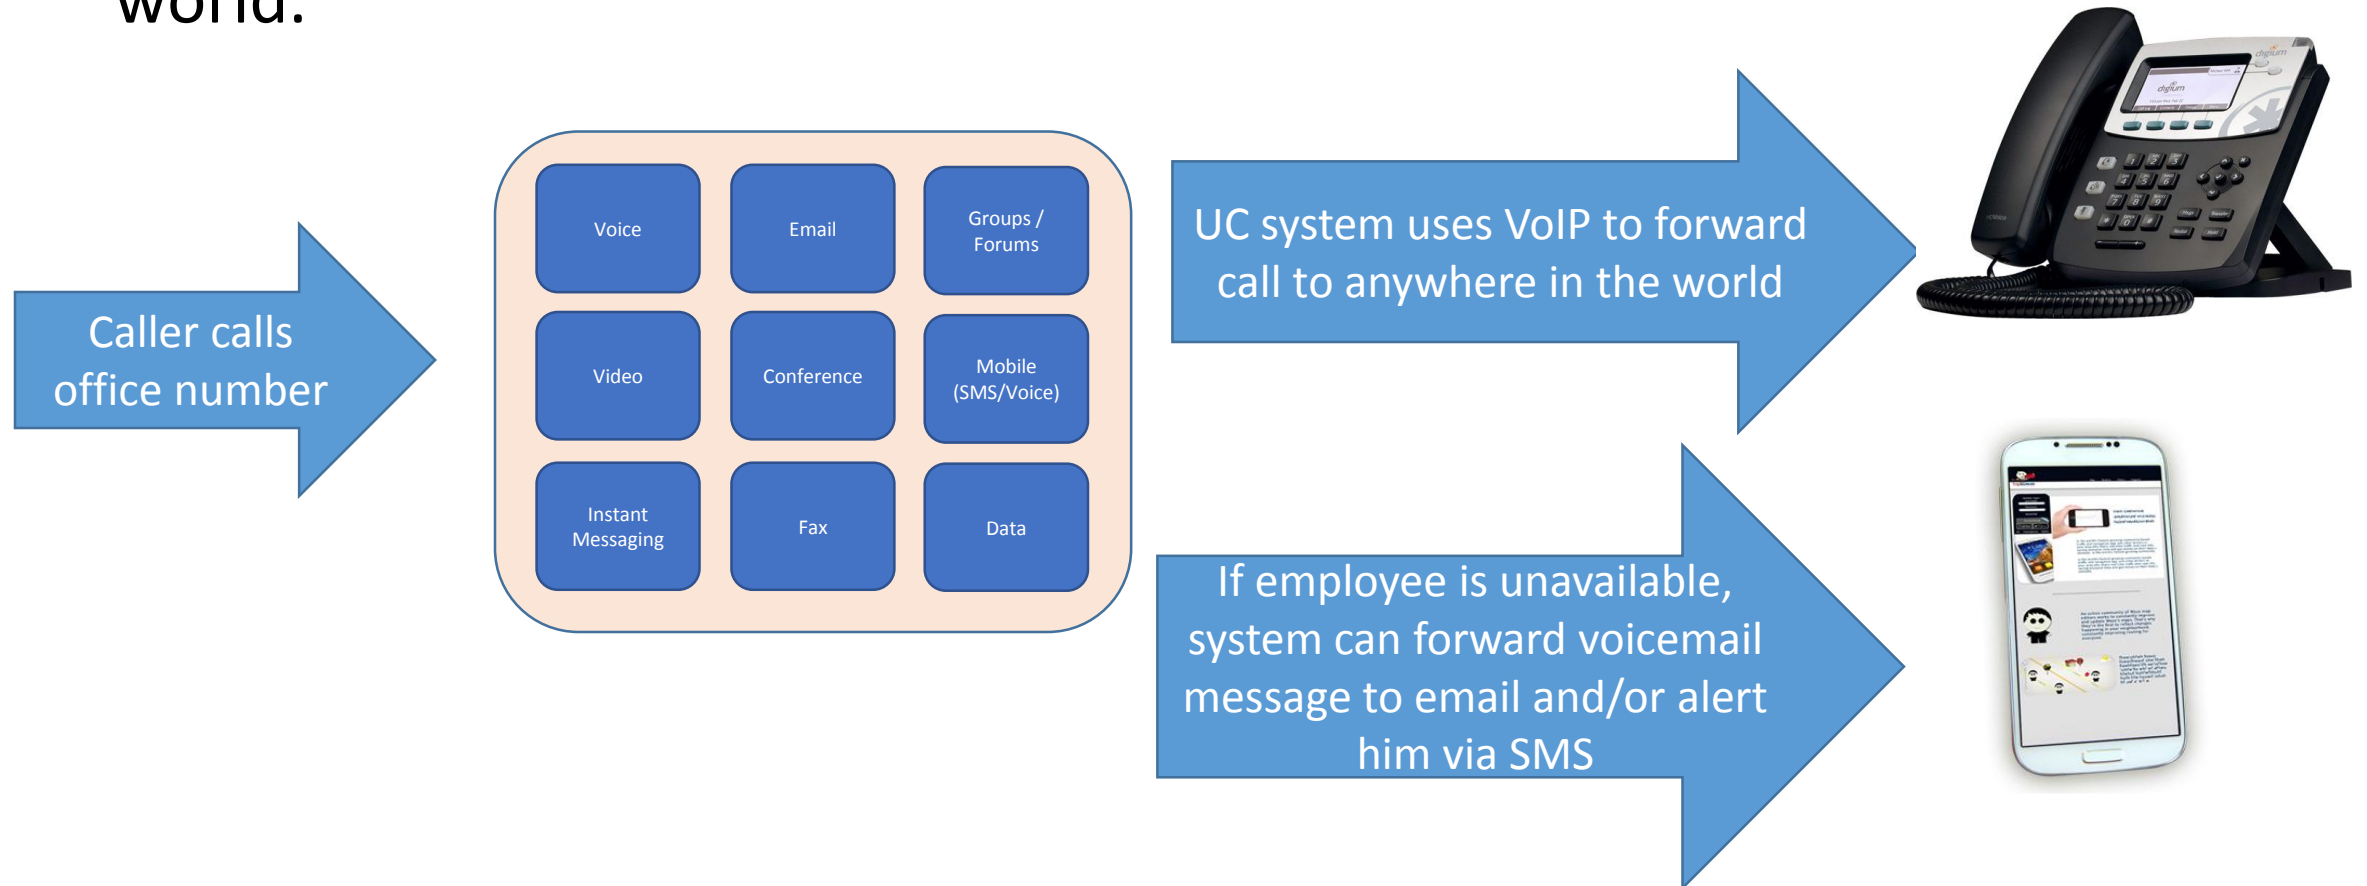 world.
Caller calls
office number
Voice
Email
Groups /
Forums
Video
Conference
Mobile
(SMS/Voice)
Instant
Messaging
Fax
Data
UC system uses VoIP to forward
call to anywhere in the world
If employee is unavailable,
system can forward voicemail
message to email and/or alert
him via SMS
digium
digium